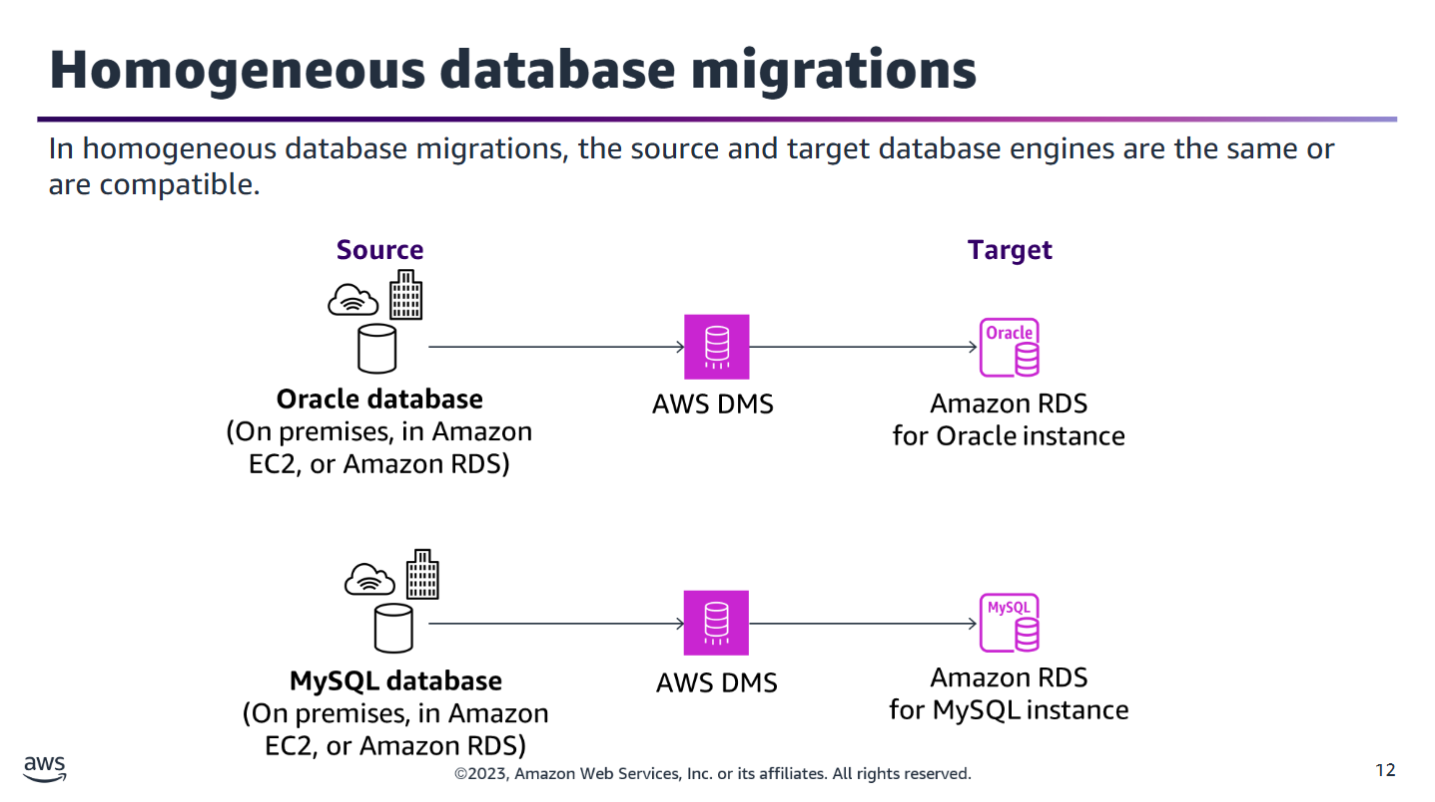 Homogeneous database migrations
In homogeneous database migrations, the source and target database engines are the same or
are compatible.
Source
Target
Oracle
Oracle database
(On premises, in Amazon
EC2, or Amazon RDS)
AWS DMS
Amazon RDS
for Oracle instance
MySQL
MySQL database
(On premises, in Amazon
EC2, or Amazon RDS)
AWS DMS
Amazon RDS
for MySQL instance
aws
©2023, Amazon Web Services, Inc. or its affiliates. All rights reserved.
12